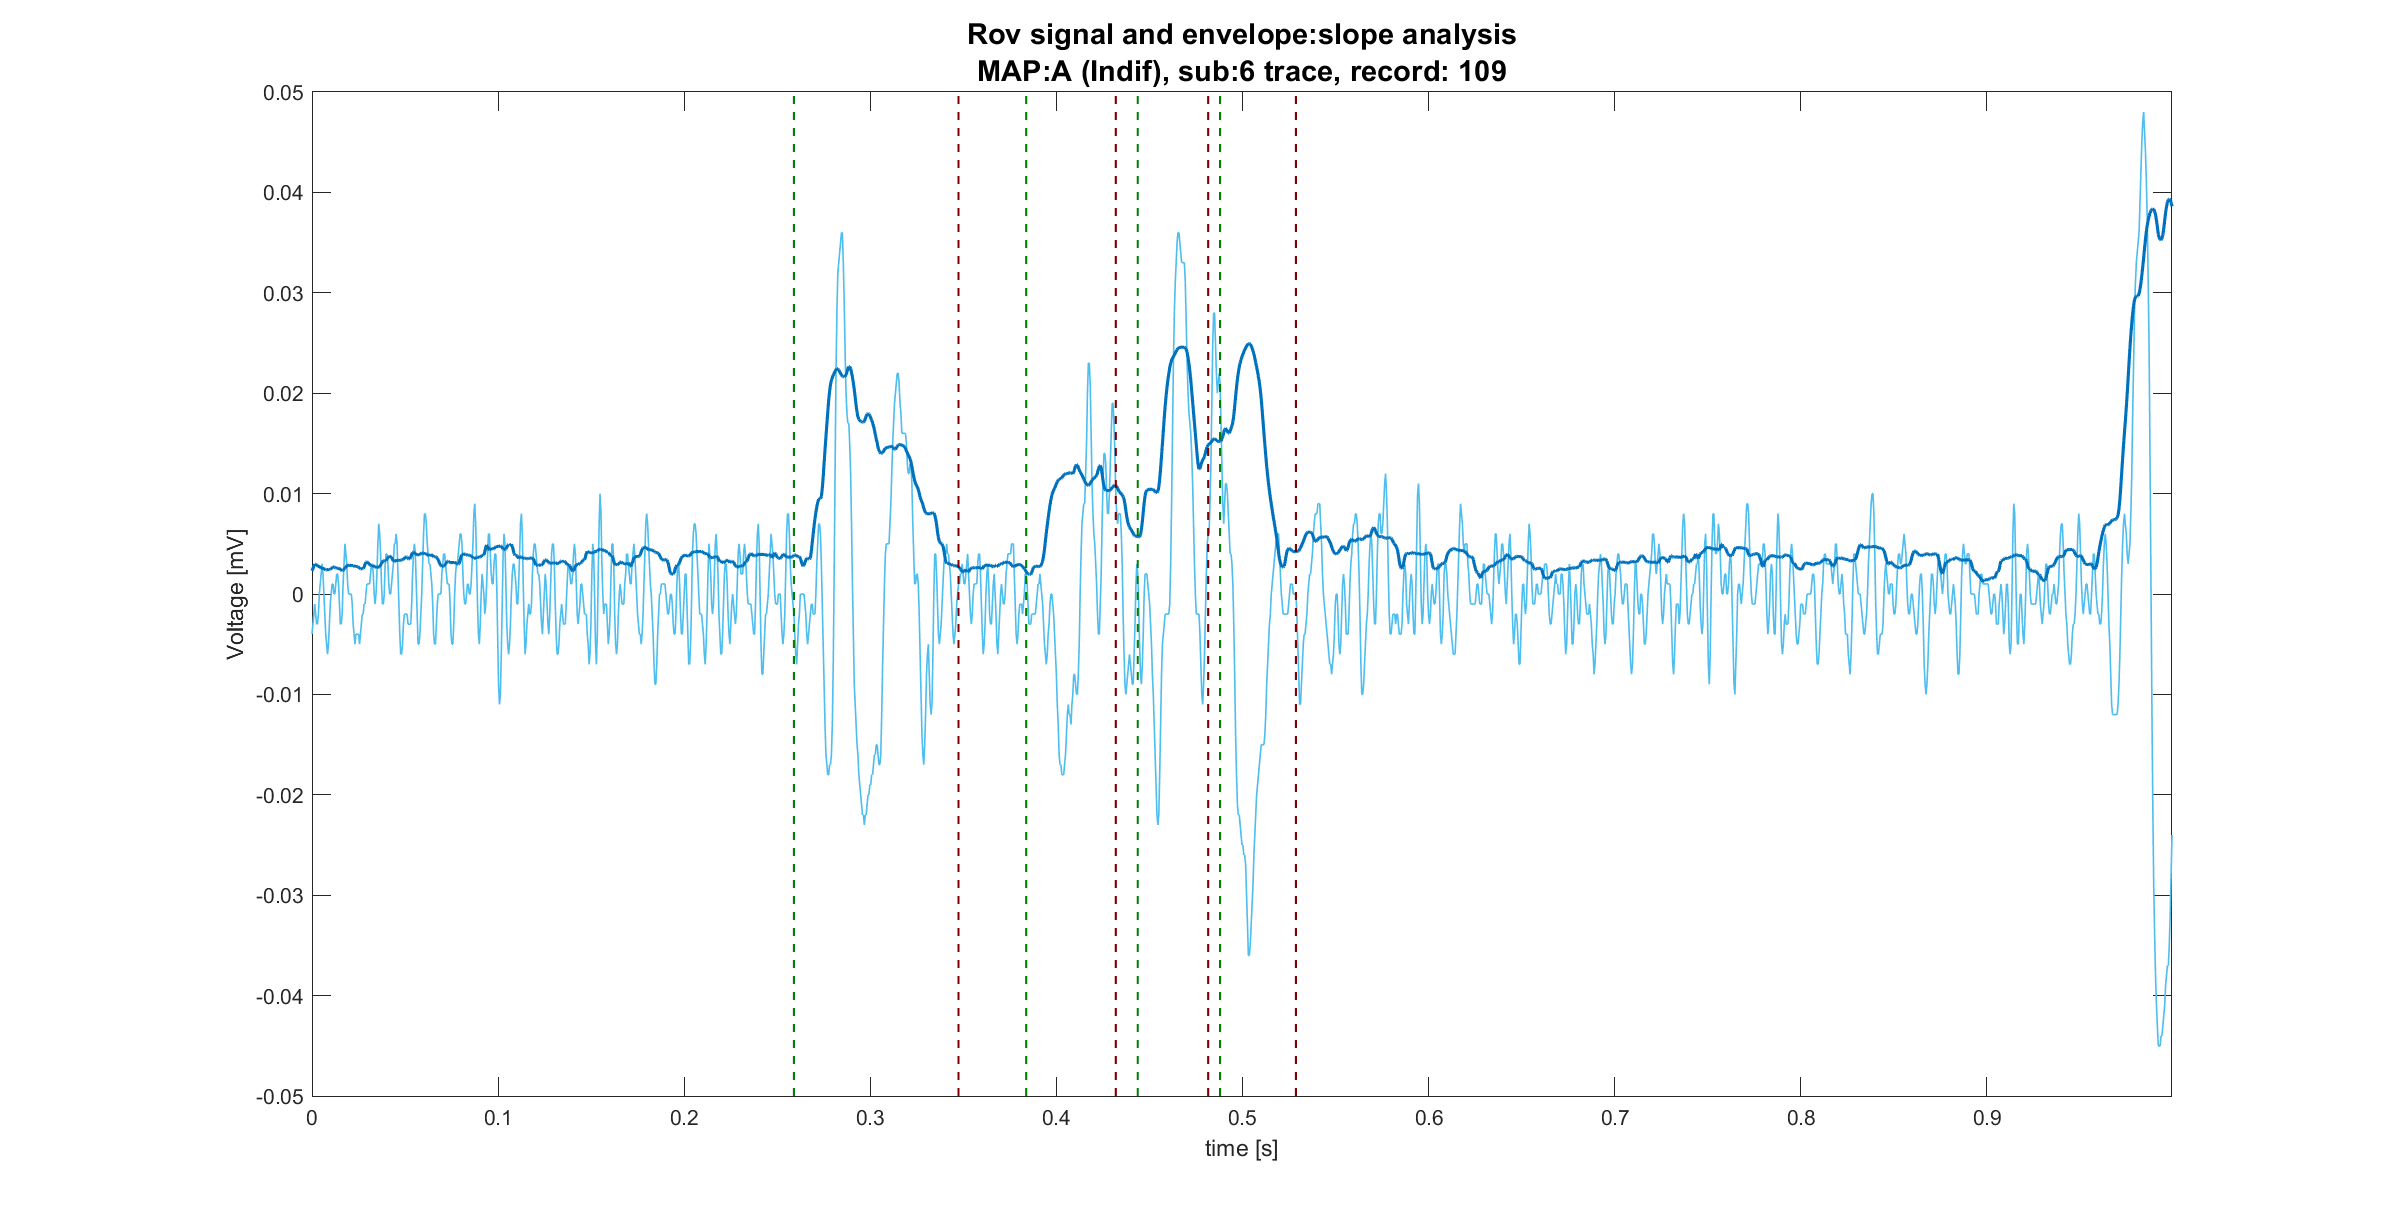 Rov signal and envelope:slope analysis
MAP:A (Indif), sub:6 trace, record: 109
0.05
0.04
0.03
0.02
0.01
0
-0.01
-0.02
-0.03
-0.04
-0.05
Voltage [mV]
0 0.1 0.2 0.3 0.4 0.5 0.6 0.7 0.8 0.9
time [s]